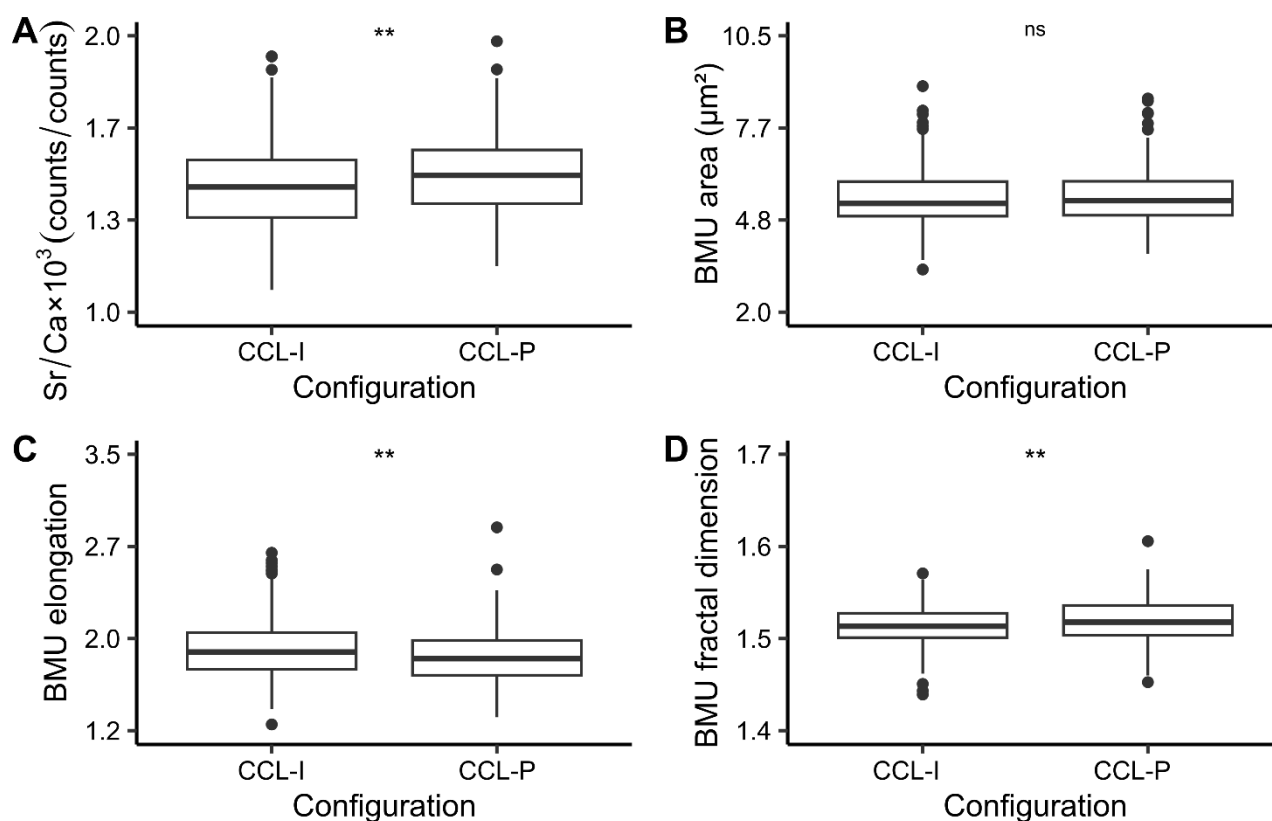 A
Sr/Ca×10³ (counts/counts)
2.0
1.7
1.3
1.0
**
CCL-I
CCL-P
Configuration
B
BMU area (µm²)
10.5
7.7
4.8
2.0
ns
CCL-I
CCL-P
Configuration
C
BMU elongation
3.5
2.7
2.0
1.2
**
CCL-I
CCL-P
Configuration
D
BMU fractal dimension
1.7
1.6
1.5
1.4
**
CCL-I
CCL-P
Configuration